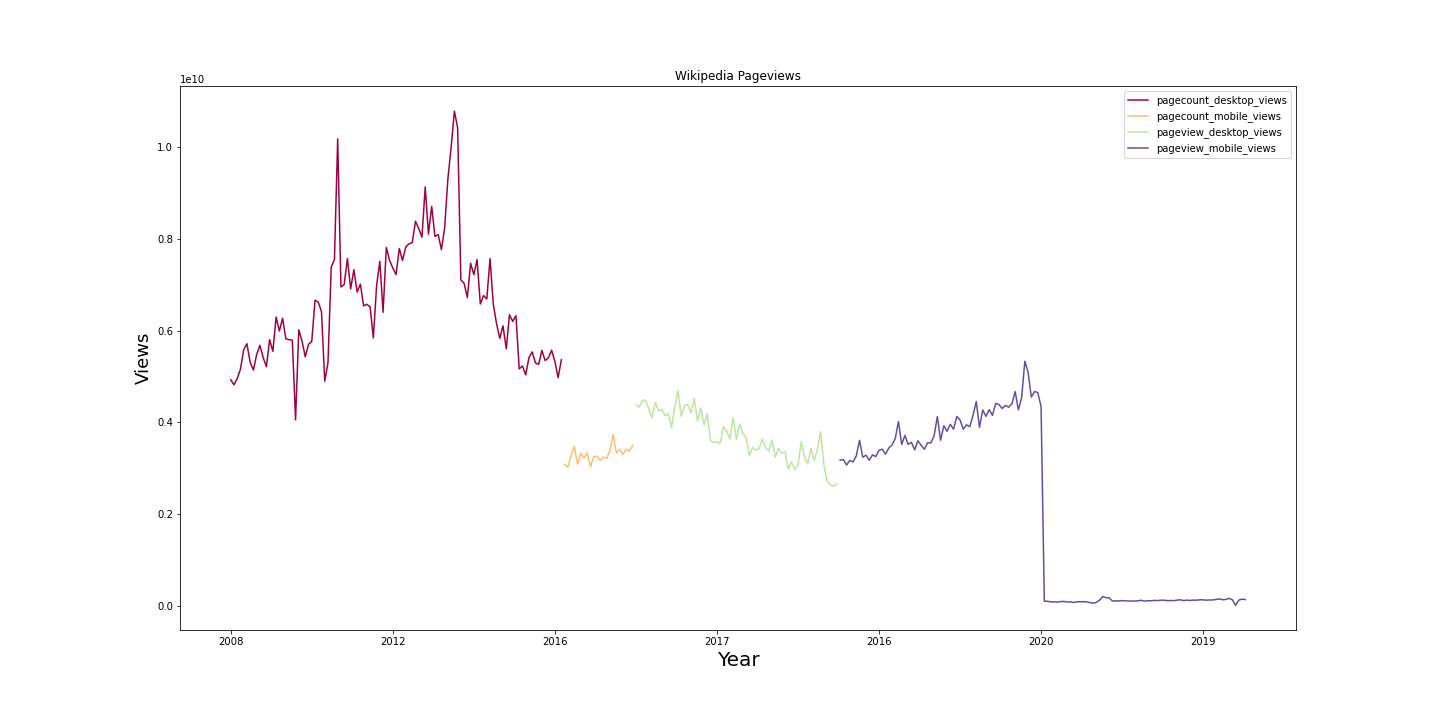 Wikipedia Pageviews
1e10
pagecount_desktop_views
pagecount_mobile_views
pageview_desktop_views
pageview_mobile_views
1.0
0.8
0.6
0.4
0.2
0.0
Views
2008 2012 2016 2017 2016 2020 2019
Year